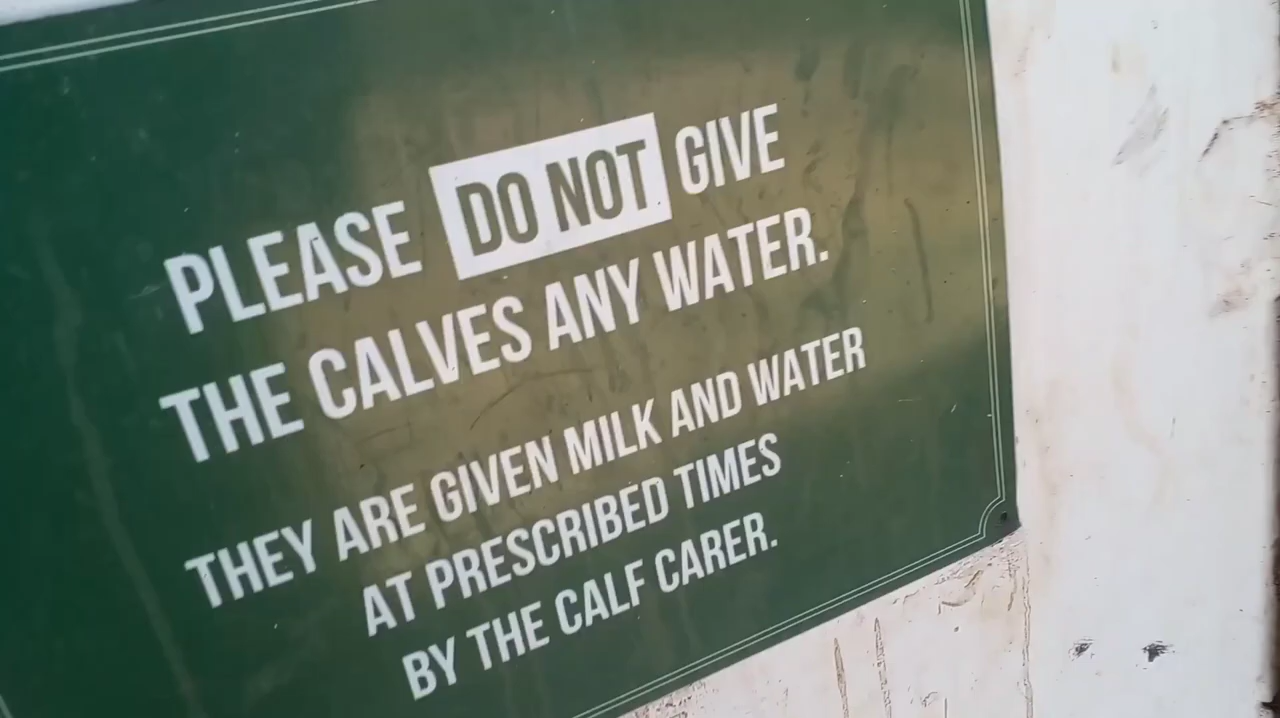 PLEASE DO NOT GIVE
THE CALVES ANY WATER.
THEY ARE GIVEN MILK AND WATER
AT PRESCRIBED TIMES
BY THE CALF CARER.